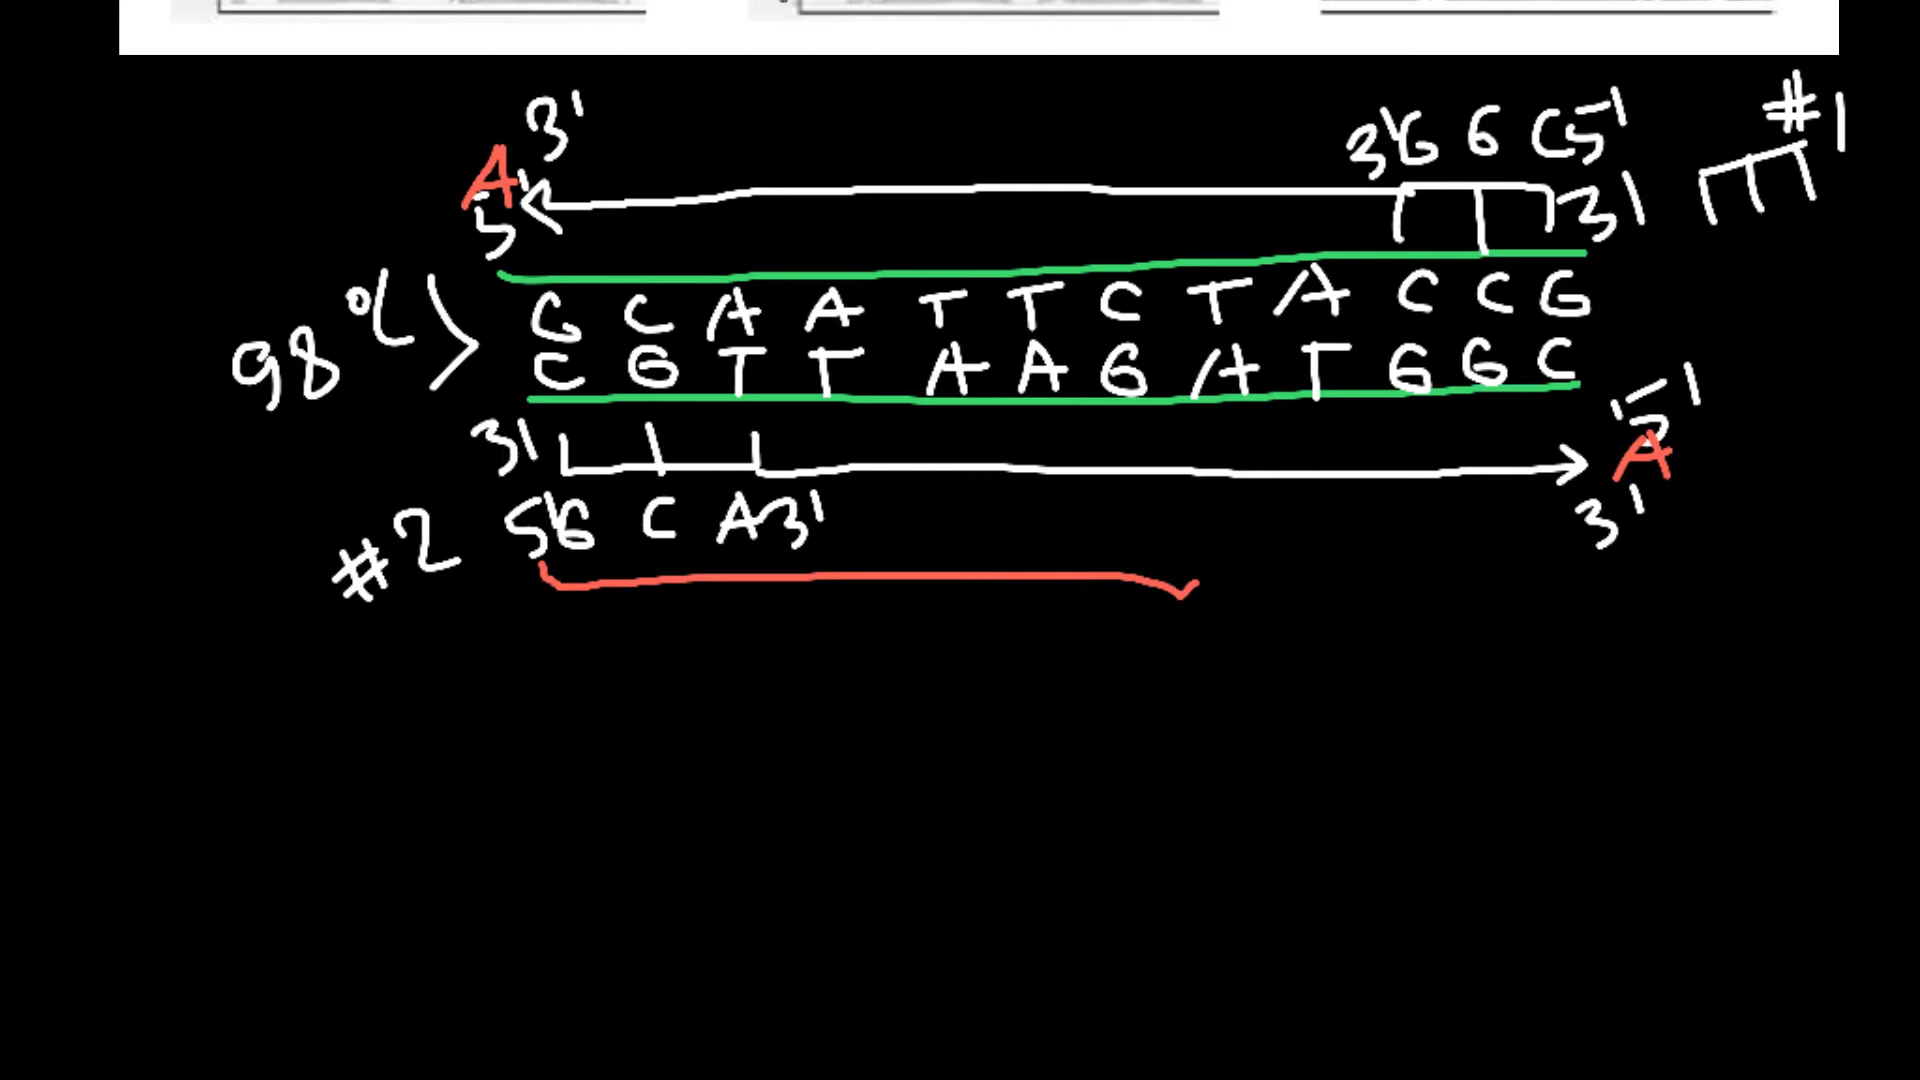 3' 3'G G C5' #1
A 5' 3'
98°C G C A A T T C T A C C G
C G T T A A G A T G G C
3' 5' A
#2 5'G C A3' 3'